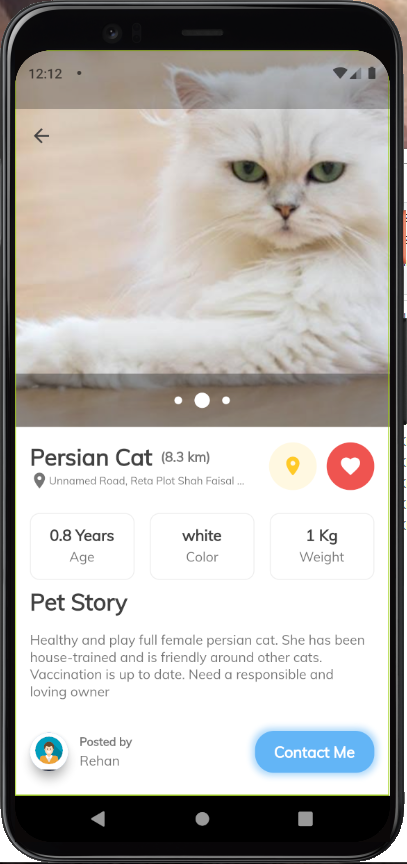 12:12
Persian Cat (8.3 km)
Unnamed Road, Reta Plot Shah Faisal ...
0.8 Years
Age
white
Color
1 Kg
Weight
Pet Story
Healthy and play full female persian cat. She has been
house-trained and is friendly around other cats.
Vaccination is up to date. Need a responsible and
loving owner
Posted by
Rehan
Contact Me